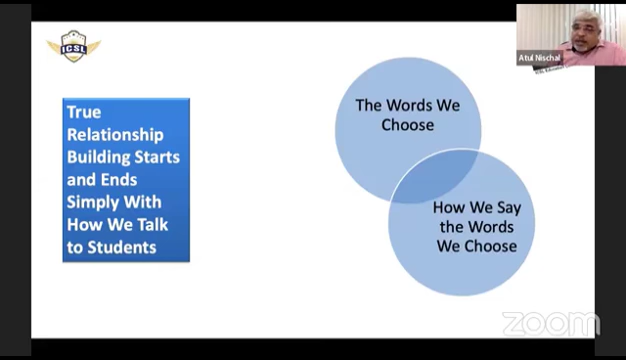 ICSL
True
Relationship
Building Starts
and Ends
Simply With
How We Talk
to Students
The Words We
Choose
How We Say
the Words
We Choose
Atul Nischal
zoom